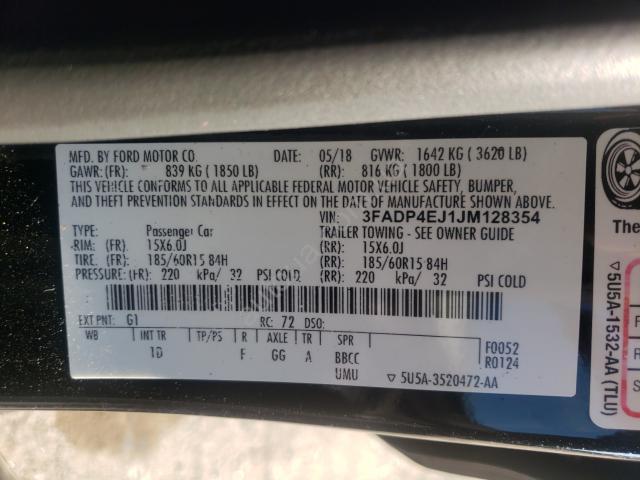 MFD. BY FORD MOTOR CO. DATE: 05/18 GVWR: 1642 KG ( 3620 LB)
GAWR:(FR): 839 KG ( 1850 LB) (RR): 816 KG ( 1800 LB)
THIS VEHICLE CONFORMS TO ALL APPLICABLE FEDERAL MOTOR VEHICLE SAFETY, BUMPER,
AND THEFT PREVENTION STANDARDS IN EFFECT ON THE DATE OF MANUFACTURE SHOWN ABOVE.
VIN: 3FADP4EJ1JM128354
TYPE: Passenger Car TRAILER TOWING - SEE OWNER GUIDE
RIM: (FR) 15X6.0J (RR): 15X6.0J
TIRE: (FR) 185/60R15 84H (RR): 185/60R15 84H
PRESSURE:(FR) 220 kPa/ 32 PSI COLD (RR): 220 kPa/ 32 PSI COLD
EXT PNT: G1 RC: 72 DSO:
WB INT TR TP/PS R AXLE TR SPR
1D F GG A BBCC
UMU
F0052
R0124
▽ 5U5A-3520472-AA
The
▽ 5U5A-1532-AA (TLU)
F
R
S